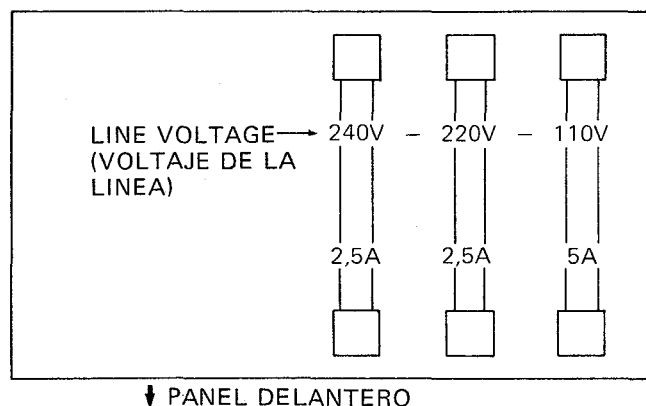 LINE VOLTAGE → 240V – 220V – 110V
(VOLTAJE DE LA
LINEA)
2,5A 2,5A 5A
PANEL DELANTERO